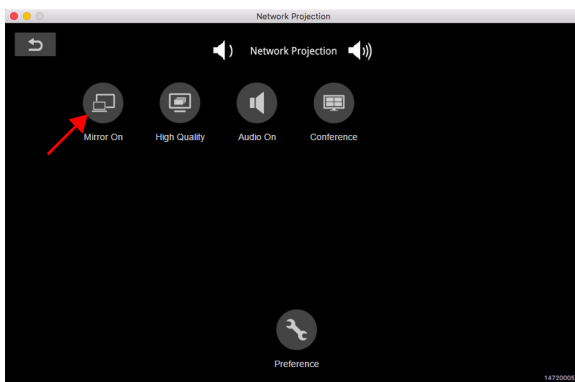 Network Projection
Network Projection
Mirror On
High Quality
Audio On
Conference
Preference
14720005